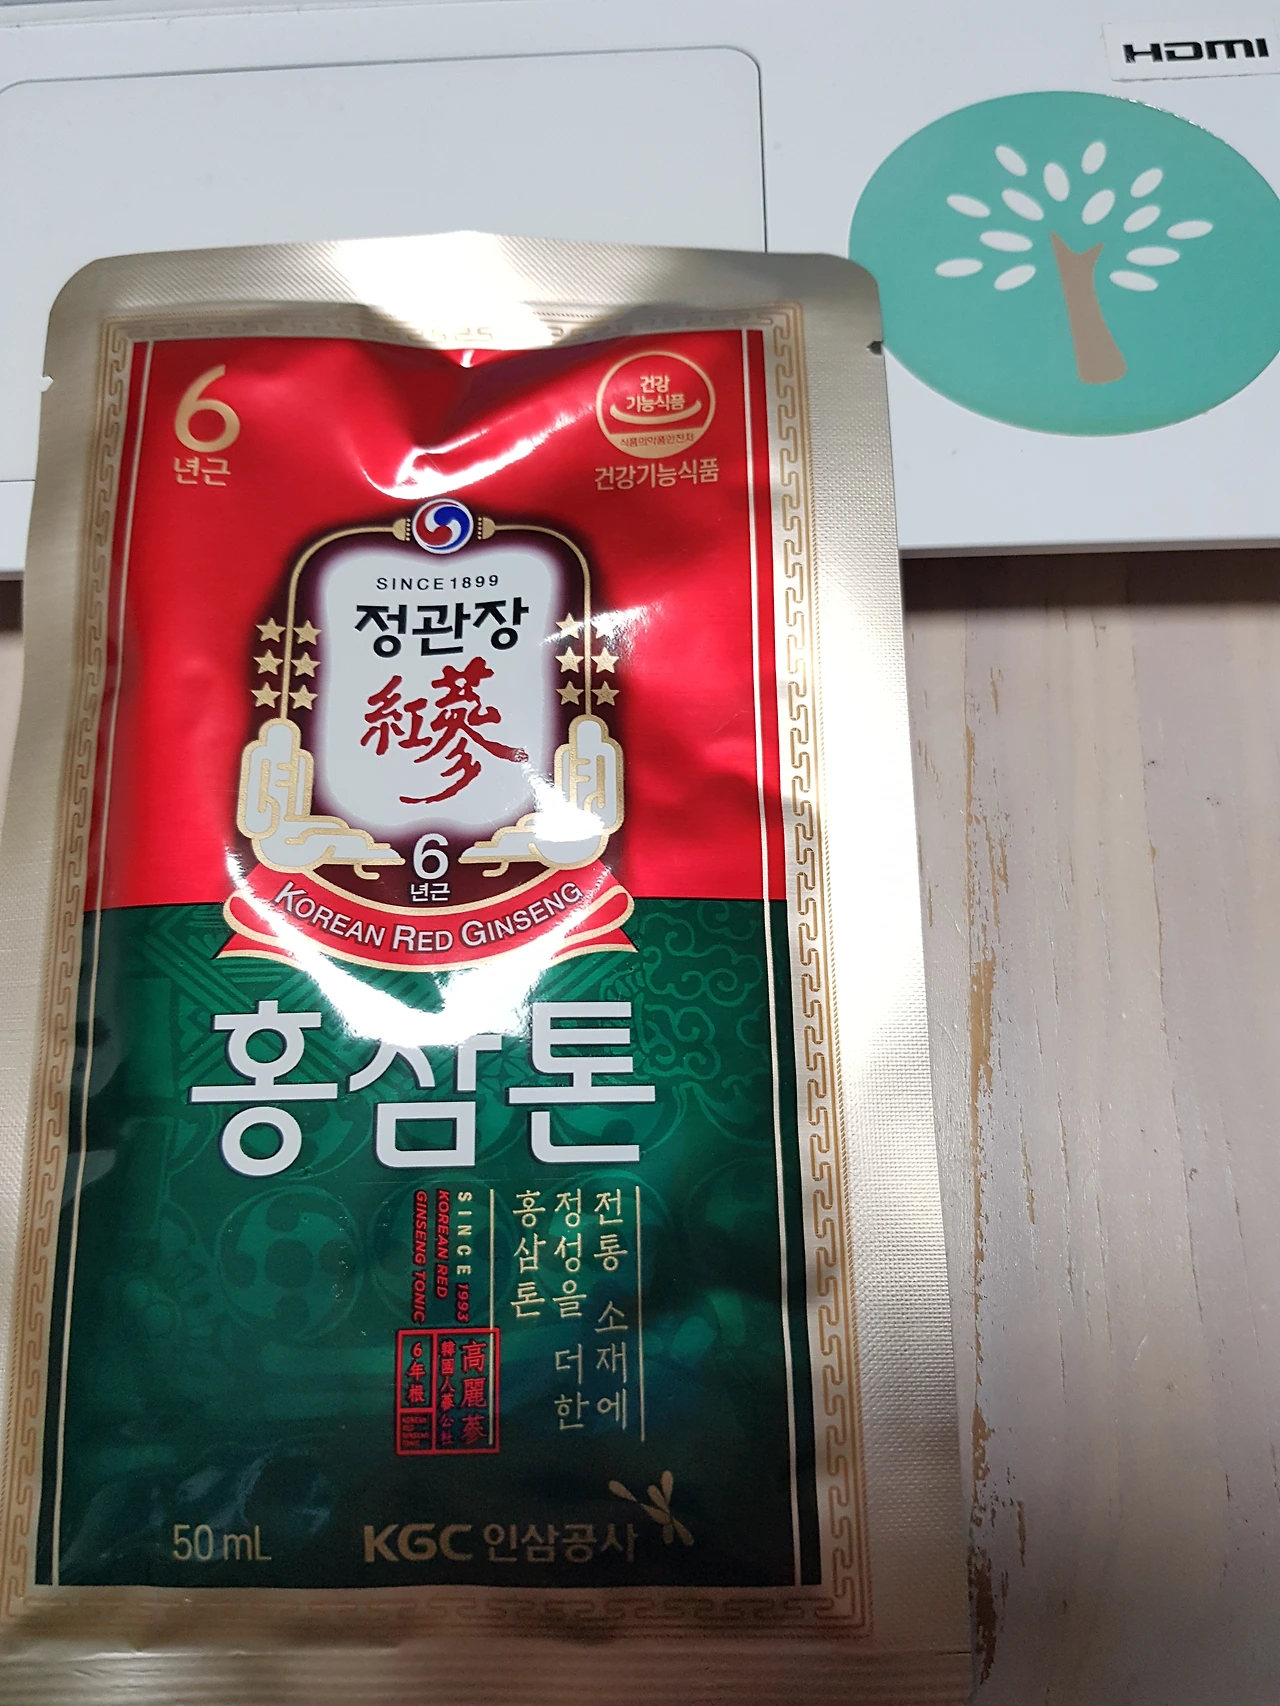 HDMI
6
년근
건강
기능식품
식품의약품안전처
건강기능식품
SINCE 1899
정관장
紅蔘
6
년근
KOREAN RED GINSENG
홍삼톤
전통 소재에
정성을 더한
홍삼톤
SINCE 1993
KOREAN RED
GINSENG TONIC
高麗蔘
韓國人蔘公社
6年根
KOREAN
RED
GINSENG
TONIC
50 mL
KGC 인삼공사